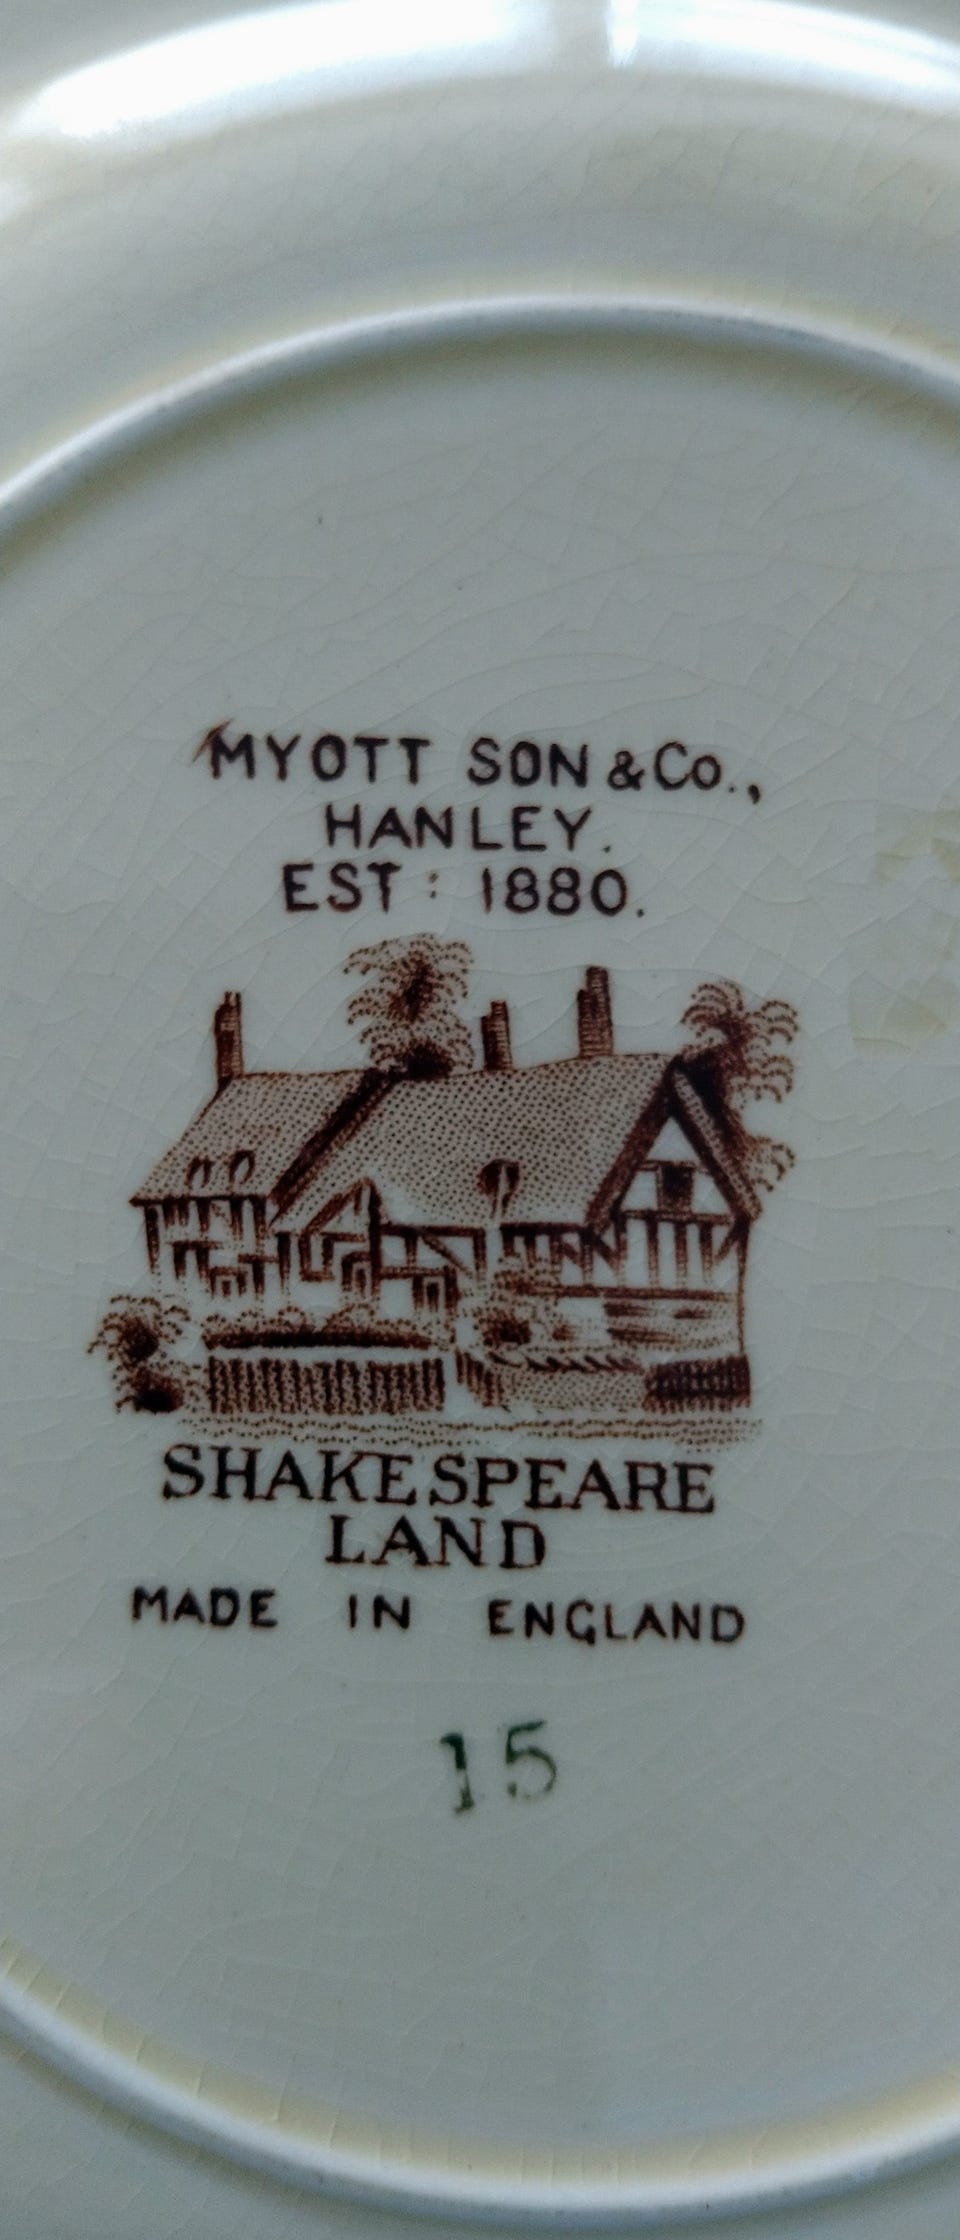 MYOTT SON & Co.,
HANLEY.
EST : 1880.
SHAKESPEARE
LAND
MADE IN ENGLAND
15